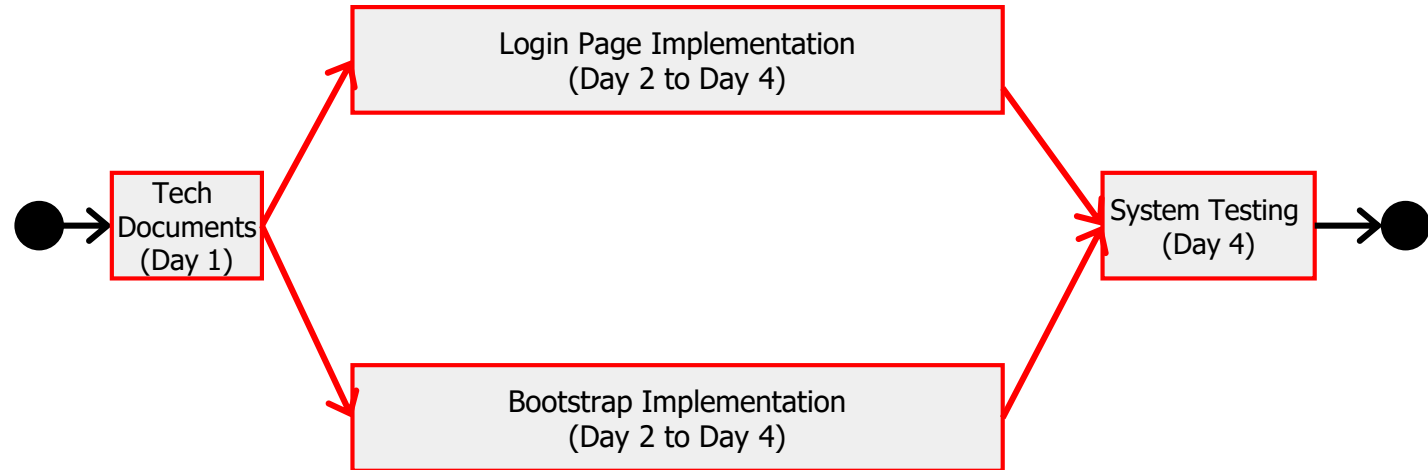 Login Page Implementation
(Day 2 to Day 4)
Tech
Documents
(Day 1)
System Testing
(Day 4)
Bootstrap Implementation
(Day 2 to Day 4)